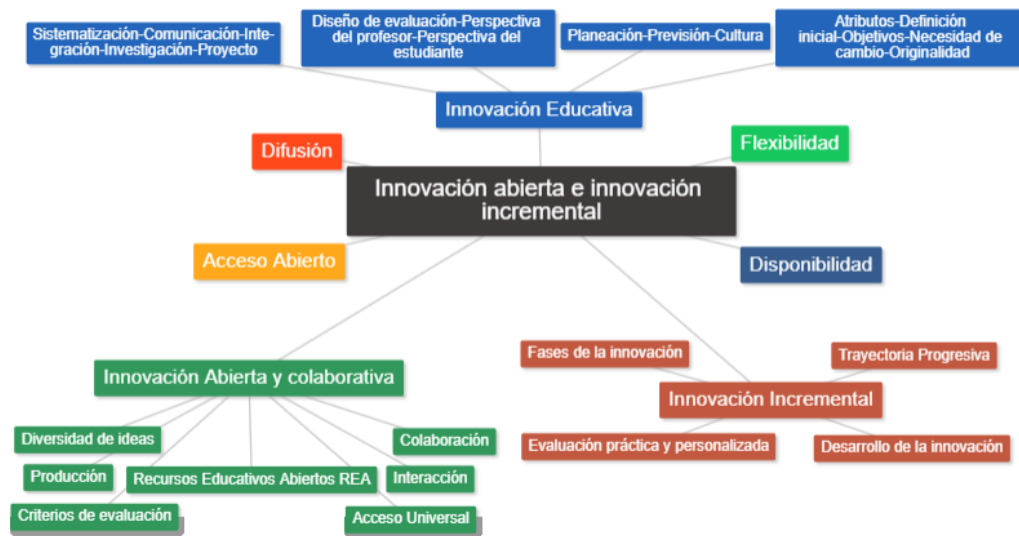 Sistematización-Comunicación-Inte-
gración-Investigación-Proyecto
Diseño de evaluación-Perspectiva
del profesor-Perspectiva del
estudiante
Planeación-Previsión-Cultura
Atributos-Definición
inicial-Objetivos-Necesidad de
cambio-Originalidad
Innovación Educativa
Difusión
Flexibilidad
Innovación abierta e innovación
incremental
Acceso Abierto
Disponibilidad
Innovación Abierta y colaborativa
Diversidad de ideas
Colaboración
Producción
Recursos Educativos Abiertos REA
Interacción
Criterios de evaluación
Acceso Universal
Fases de la innovación
Trayectoria Progresiva
Innovación Incremental
Evaluación práctica y personalizada
Desarrollo de la innovación